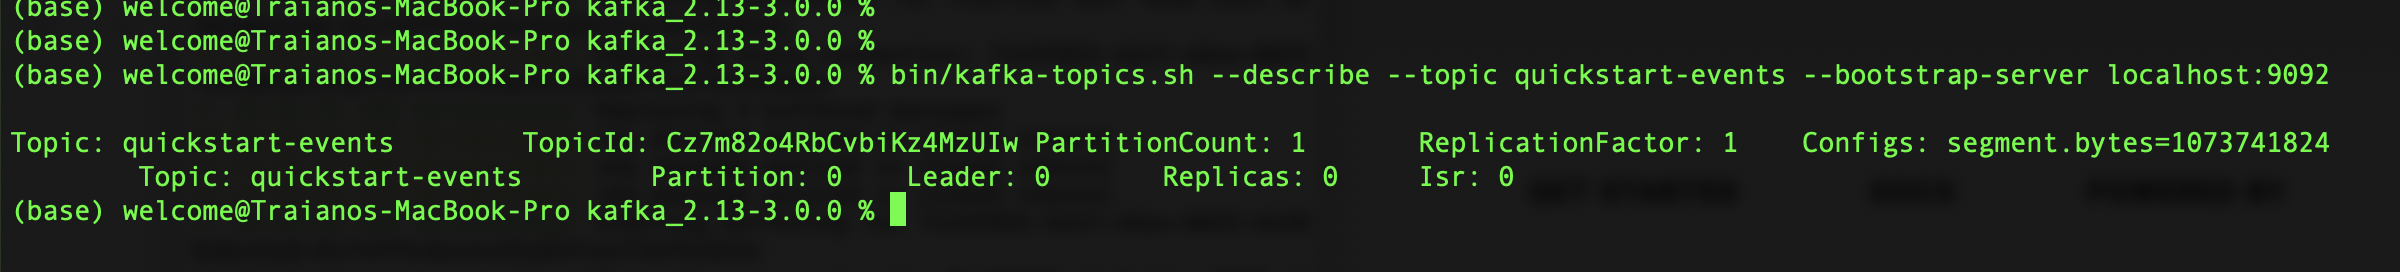 (base) welcome@Traianos-MacBook-Pro kafka_2.13-3.0.0 %
(base) welcome@Traianos-MacBook-Pro kafka_2.13-3.0.0 %
(base) welcome@Traianos-MacBook-Pro kafka_2.13-3.0.0 % bin/kafka-topics.sh --describe --topic quickstart-events --bootstrap-server localhost:9092
Topic: quickstart-events TopicId: Cz7m82o4RbCvbiKz4MzUIw PartitionCount: 1 ReplicationFactor: 1 Configs: segment.bytes=1073741824
Topic: quickstart-events Partition: 0 Leader: 0 Replicas: 0 Isr: 0
(base) welcome@Traianos-MacBook-Pro kafka_2.13-3.0.0 %